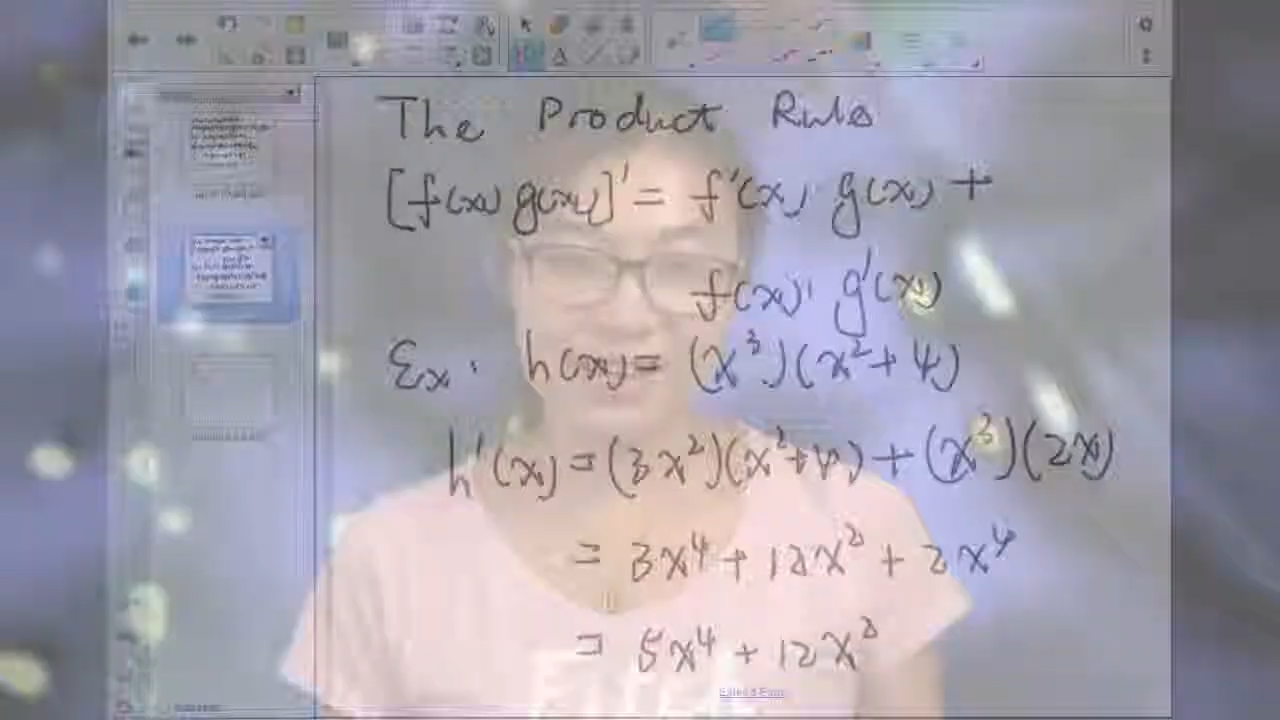 The Product Rule
[f(x) g(x)]' = f'(x) g(x) +
f(x) · g'(x)
Ex. h(x) = (x³)(x²+4)
h'(x) = (3x²)(x²+4) + (x³)(2x)
= 3x⁴ + 12x² + 2x⁴
= 5x⁴ + 12x²